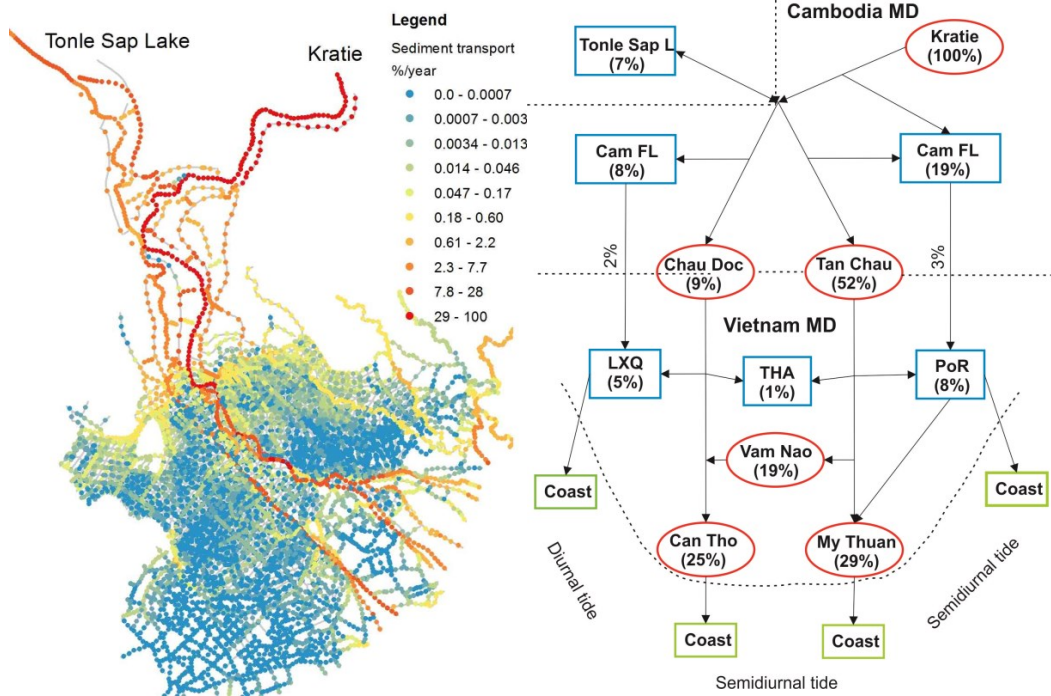 Tonle Sap Lake
Kratie
Legend
Sediment transport
%/year
0.0 - 0.0007
0.0007 - 0.003
0.0034 - 0.013
0.014 - 0.046
0.047 - 0.17
0.18 - 0.60
0.61 - 2.2
2.3 - 7.7
7.8 - 28
29 - 100
Cambodia MD
Tonle Sap L
(7%)
Kratie
(100%)
Cam FL
(8%)
Cam FL
(19%)
2%
3%
Chau Doc
(9%)
Tan Chau
(52%)
Vietnam MD
LXQ
(5%)
THA
(1%)
PoR
(8%)
Vam Nao
(19%)
Coast
Coast
Can Tho
(25%)
My Thuan
(29%)
Diurnal tide
Semidiurnal tide
Coast
Coast
Semidiurnal tide